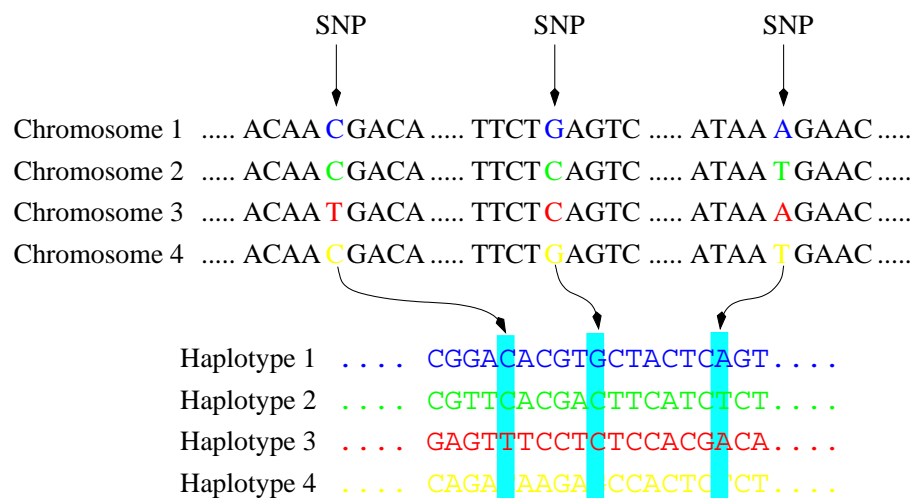 SNP SNP SNP
Chromosome 1 ..... ACAA C GACA ..... TTCT G AGTC ..... ATAA A GAAC .....
Chromosome 2 ..... ACAA C GACA ..... TTCT C AGTC ..... ATAA T GAAC .....
Chromosome 3 ..... ACAA T GACA ..... TTCT C AGTC ..... ATAA A GAAC .....
Chromosome 4 ..... ACAA C GACA ..... TTCT G AGTC ..... ATAA T GAAC .....
Haplotype 1 .... CGGACACGTGCTACTCAGT....
Haplotype 2 .... CGTTCACGACTTCATCTCT....
Haplotype 3 .... GAGTTTCCTCTCCACGACA....
Haplotype 4 .... CAGACAAGAGCCACTCTCT....